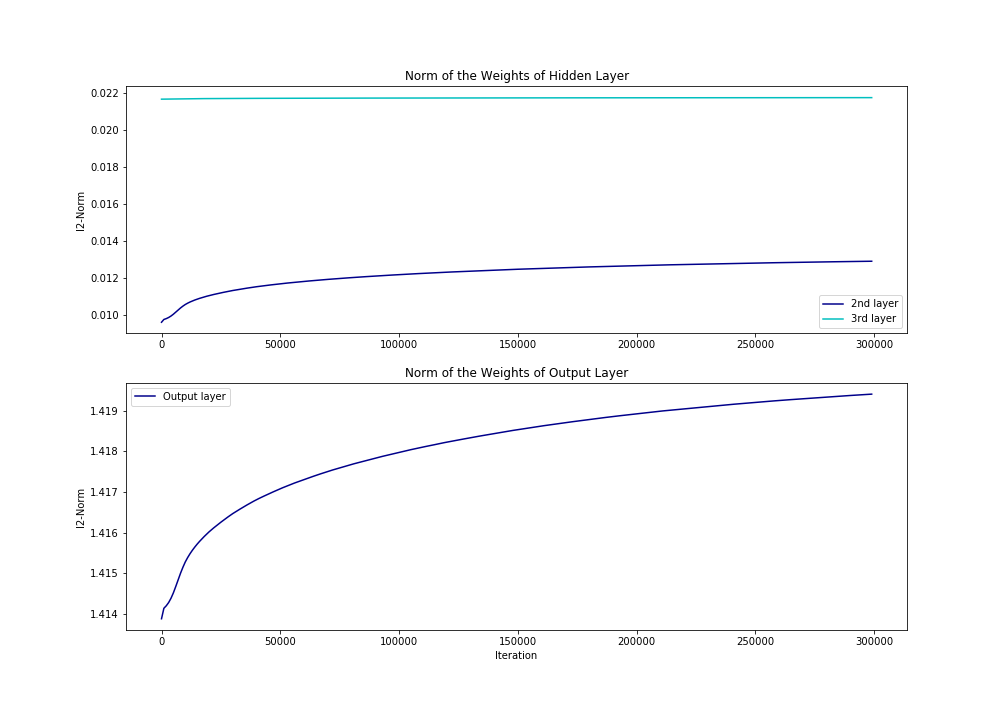 Norm of the Weights of Hidden Layer
l2-Norm
0.022
0.020
0.018
0.016
0.014
0.012
0.010
2nd layer
3rd layer
0 50000 100000 150000 200000 250000 300000
Norm of the Weights of Output Layer
Output layer
l2-Norm
1.419
1.418
1.417
1.416
1.415
1.414
0 50000 100000 150000 200000 250000 300000
Iteration